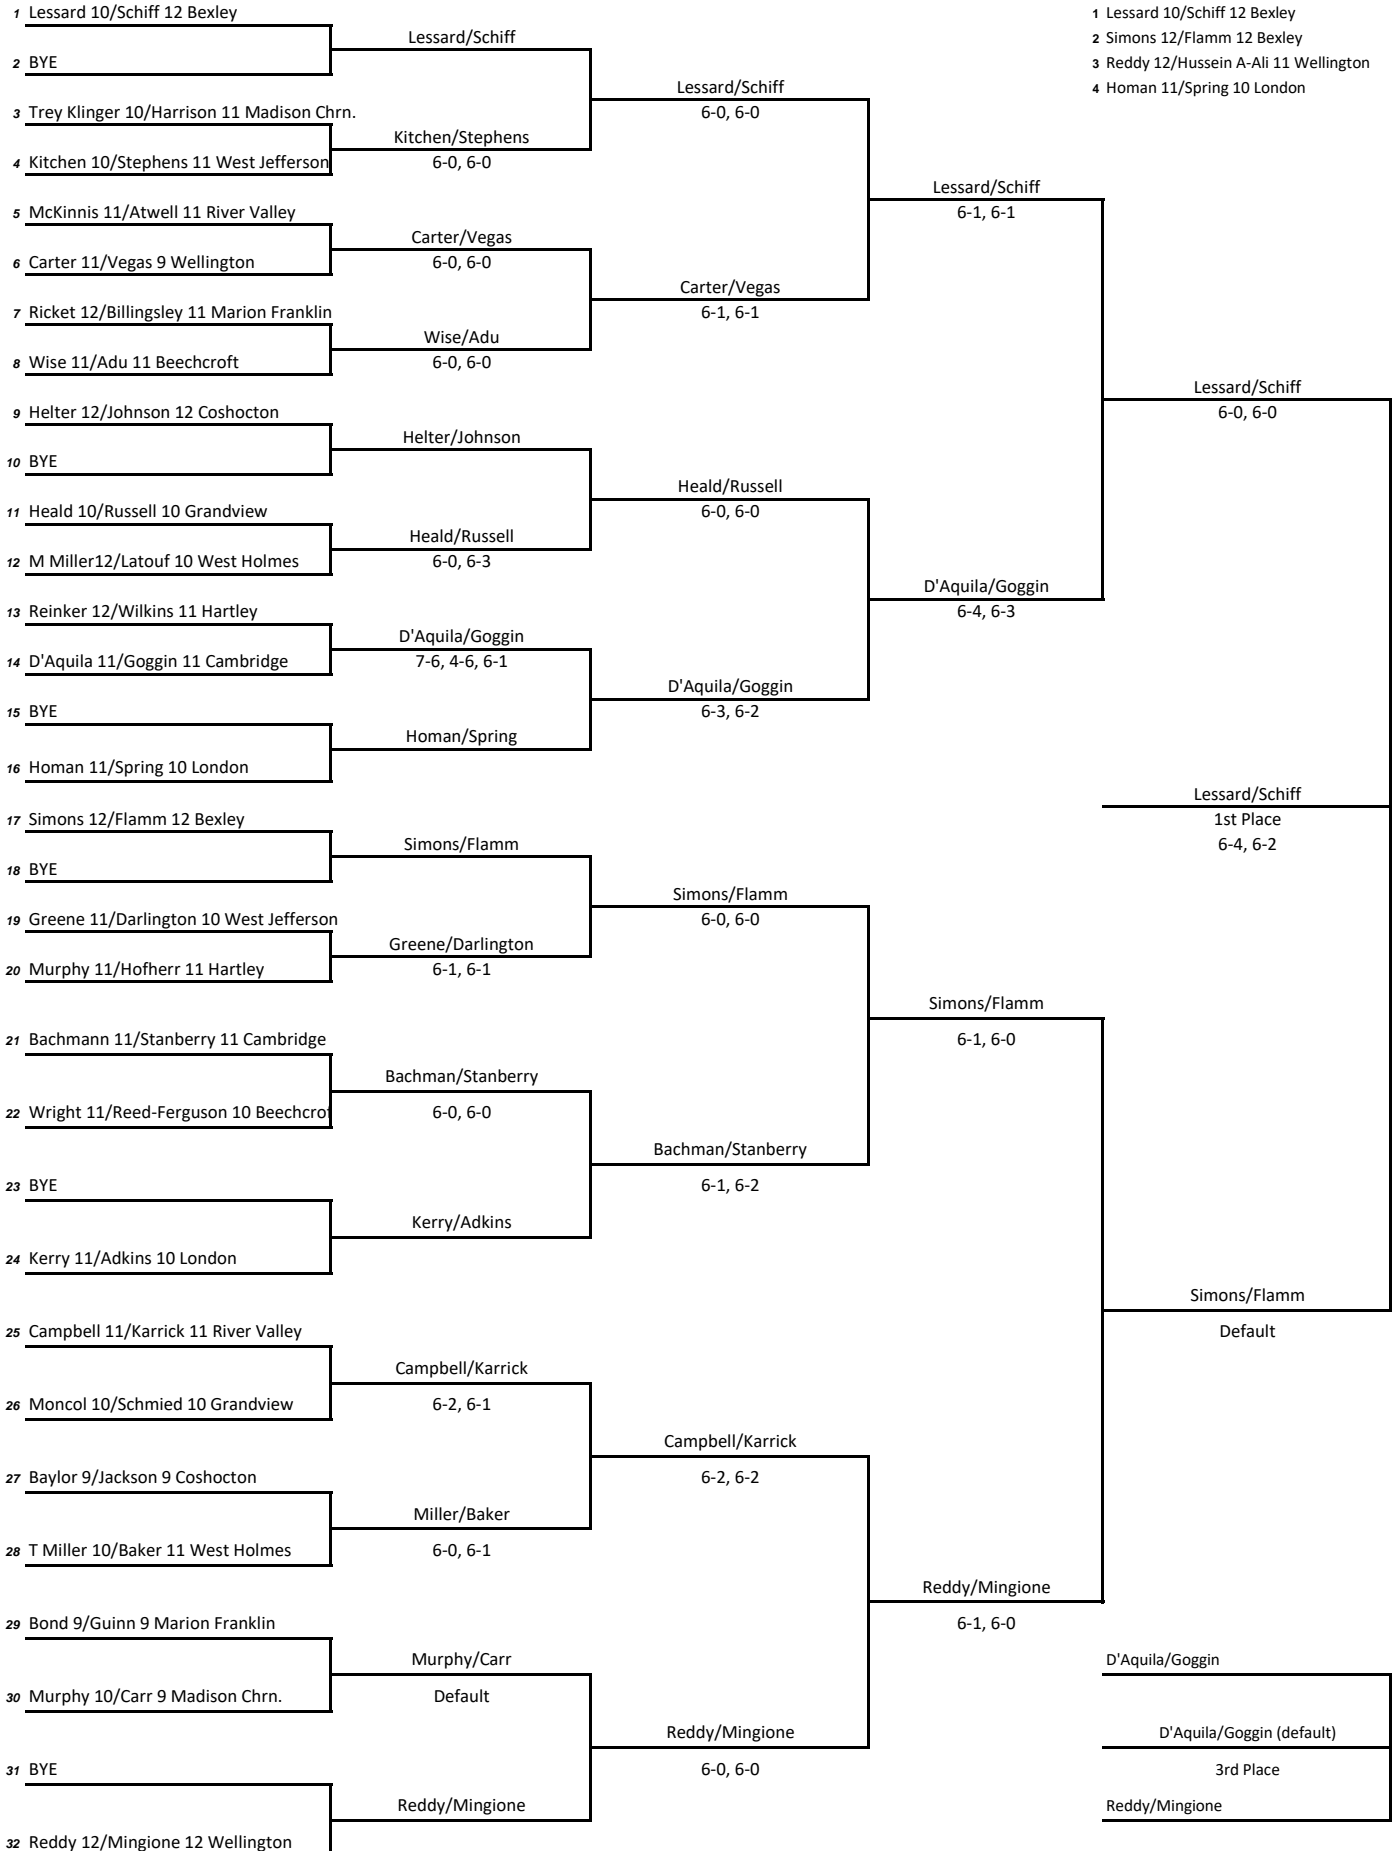 1 Lessard 10/Schiff 12 Bexley
2 BYE
3 Trey Klinger 10/Harrison 11 Madison Chrn.
4 Kitchen 10/Stephens 11 West Jefferson
5 McKinnis 11/Atwell 11 River Valley
6 Carter 11/Vegas 9 Wellington
7 Ricket 12/Billingsley 11 Marion Franklin
8 Wise 11/Adu 11 Beechcroft
9 Helter 12/Johnson 12 Coshocton
10 BYE
11 Heald 10/Russell 10 Grandview
12 M Miller12/Latouf 10 West Holmes
13 Reinker 12/Wilkins 11 Hartley
14 D'Aquila 11/Goggin 11 Cambridge
15 BYE
16 Homan 11/Spring 10 London
17 Simons 12/Flamm 12 Bexley
18 BYE
19 Greene 11/Darlington 10 West Jefferson
20 Murphy 11/Hofherr 11 Hartley
21 Bachmann 11/Stanberry 11 Cambridge
22 Wright 11/Reed-Ferguson 10 Beechcrof
23 BYE
24 Kerry 11/Adkins 10 London
25 Campbell 11/Karrick 11 River Valley
26 Moncol 10/Schmied 10 Grandview
27 Baylor 9/Jackson 9 Coshocton
28 T Miller 10/Baker 11 West Holmes
29 Bond 9/Guinn 9 Marion Franklin
30 Murphy 10/Carr 9 Madison Chrn.
31 BYE
32 Reddy 12/Mingione 12 Wellington
Lessard/Schiff
Kitchen/Stephens
6-0, 6-0
Carter/Vegas
6-0, 6-0
Wise/Adu
6-0, 6-0
Helter/Johnson
Heald/Russell
6-0, 6-3
D'Aquila/Goggin
7-6, 4-6, 6-1
Homan/Spring
Simons/Flamm
Greene/Darlington
6-1, 6-1
Bachman/Stanberry
6-0, 6-0
Kerry/Adkins
Campbell/Karrick
6-2, 6-1
Miller/Baker
6-0, 6-1
Murphy/Carr
Default
Reddy/Mingione
Lessard/Schiff
6-0, 6-0
Carter/Vegas
6-1, 6-1
Heald/Russell
6-0, 6-0
D'Aquila/Goggin
6-3, 6-2
Simons/Flamm
6-0, 6-0
Bachman/Stanberry
6-1, 6-2
Campbell/Karrick
6-2, 6-2
Reddy/Mingione
6-0, 6-0
Lessard/Schiff
6-1, 6-1
D'Aquila/Goggin
6-4, 6-3
Simons/Flamm
6-1, 6-0
Reddy/Mingione
6-1, 6-0
1 Lessard 10/Schiff 12 Bexley
2 Simons 12/Flamm 12 Bexley
3 Reddy 12/Hussein A-Ali 11 Wellington
4 Homan 11/Spring 10 London
Lessard/Schiff
6-0, 6-0
Lessard/Schiff
1st Place
6-4, 6-2
Simons/Flamm
Default
D'Aquila/Goggin
D'Aquila/Goggin (default)
3rd Place
Reddy/Mingione